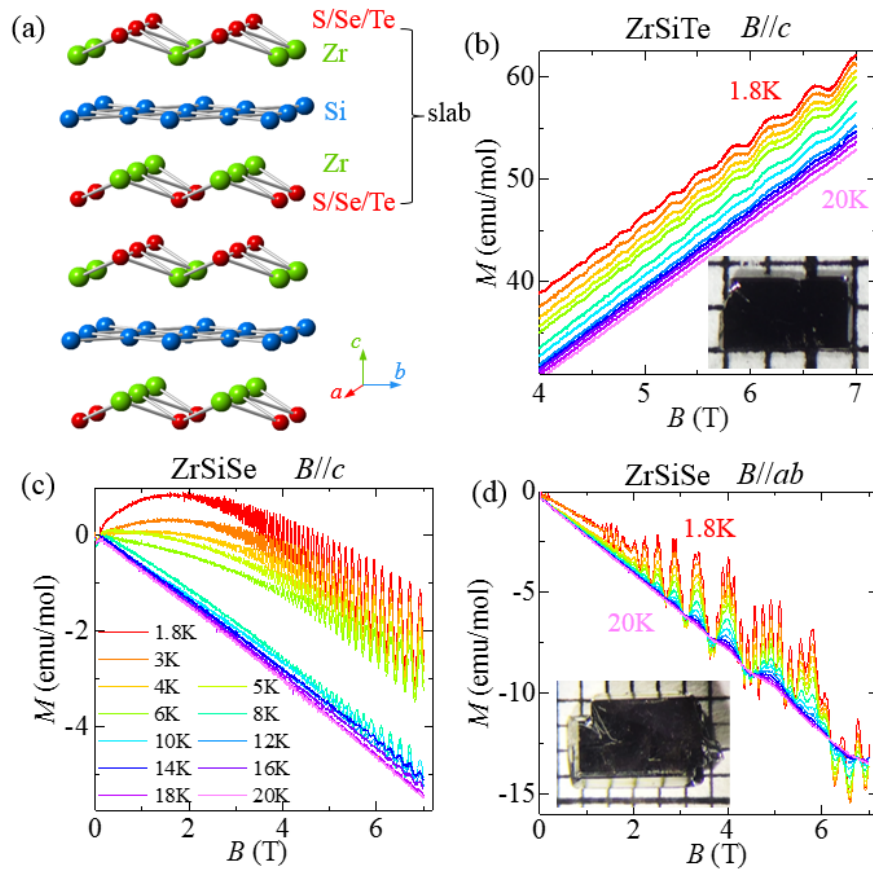 (a)
S/Se/Te
Zr
Si
slab
Zr
S/Se/Te
c
b
a
(b)
ZrSiTe B//c
60
50
40
M (emu/mol)
1.8K
20K
4 5 6 7
B (T)
(c)
ZrSiSe B//c
0
-2
-4
M (emu/mol)
1.8K
3K
4K 5K
6K 8K
10K 12K
14K 16K
18K 20K
0 2 4 6
B (T)
(d)
ZrSiSe B//ab
0
-5
-10
-15
M (emu/mol)
1.8K
20K
0 2 4 6
B (T)